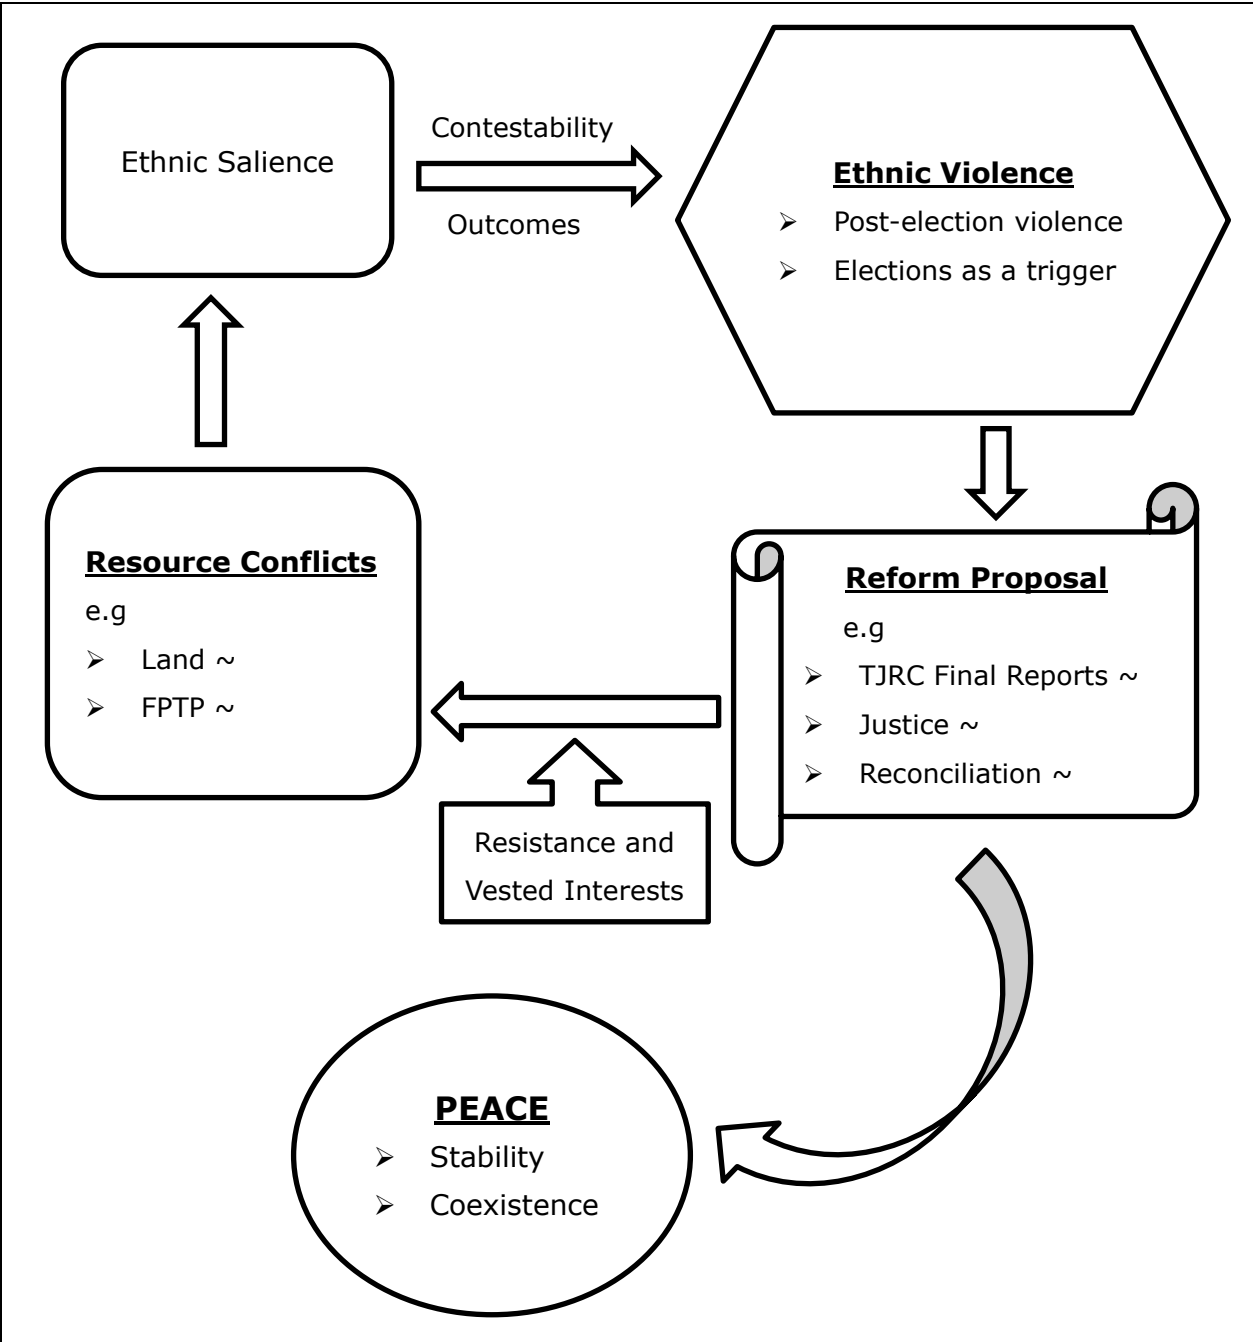 Ethnic Salience
Contestability
Outcomes
Ethnic Violence
➢ Post-election violence
➢ Elections as a trigger
Resource Conflicts
e.g
➢ Land ~
➢ FPTP ~
Reform Proposal
e.g
➢ TJRC Final Reports ~
➢ Justice ~
➢ Reconciliation ~
Resistance and
Vested Interests
PEACE
➢ Stability
➢ Coexistence